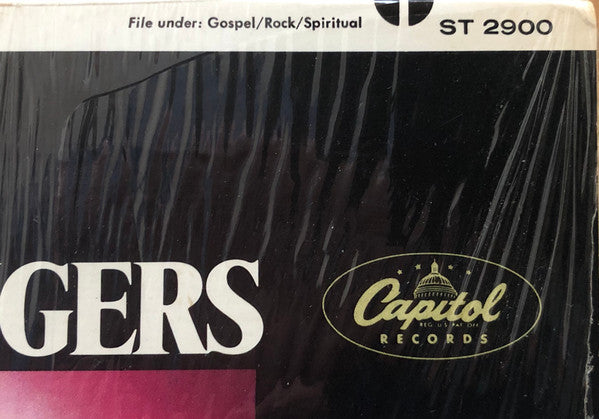 File under: Gospel/Rock/Spiritual
ST 2900
GERS
Capitol
REG. U.S. PAT. OFF.
RECORDS